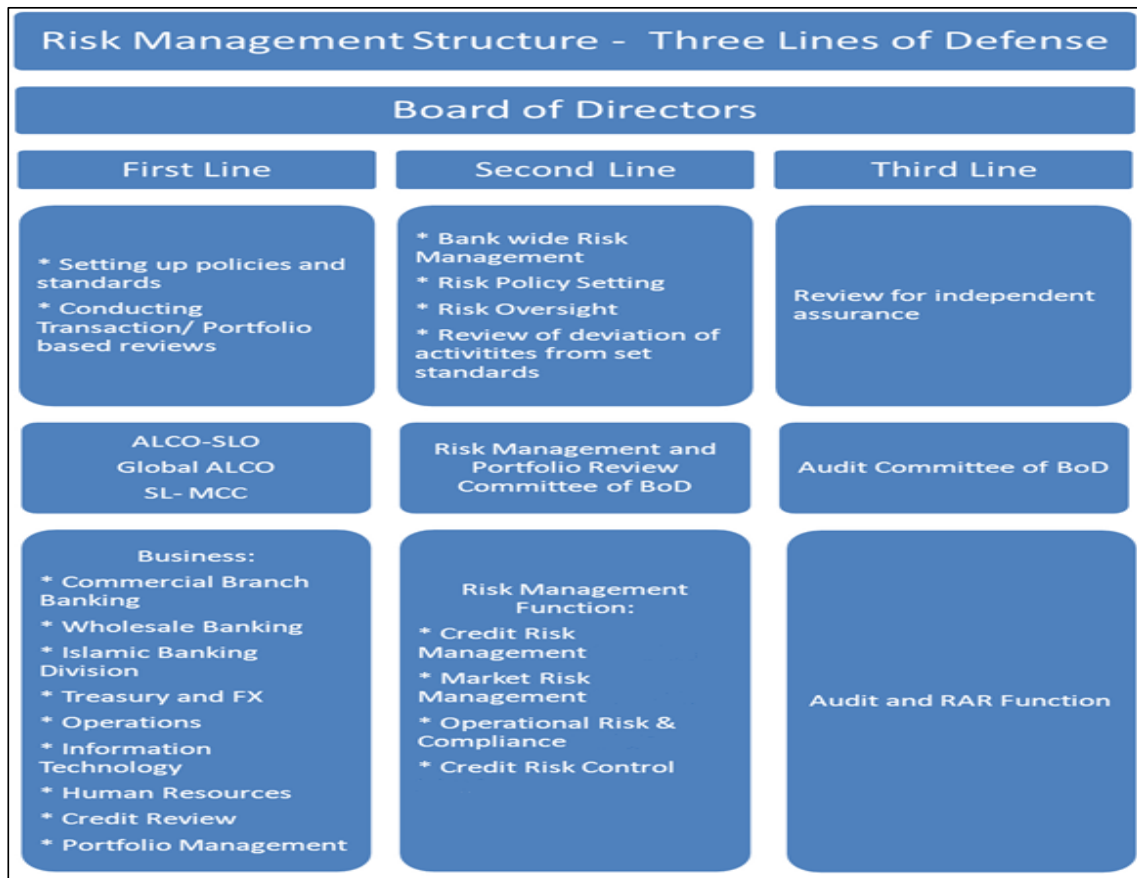 Risk Management Structure -  Three Lines of Defense
Board of Directors
First Line
Second Line
Third Line
* Setting up policies and
standards
* Conducting
Transaction/ Portfolio
based reviews
* Bank wide Risk
Management
* Risk Policy Setting
* Risk Oversight
* Review of deviation of
activitites from set
standards
Review for independent
assurance
ALCO-SLO
Global ALCO
SL- MCC
Risk Management and
Portfolio Review
Committee of BoD
Audit Committee of BoD
Business:
* Commercial Branch
Banking
* Wholesale Banking
* Islamic Banking
Division
* Treasury and FX
* Operations
* Information
Technology
* Human Resources
* Credit Review
* Portfolio Management
Risk Management
Function:
* Credit Risk
Management
* Market Risk
Management
* Operational Risk &
Compliance
* Credit Risk Control
Audit and RAR Function